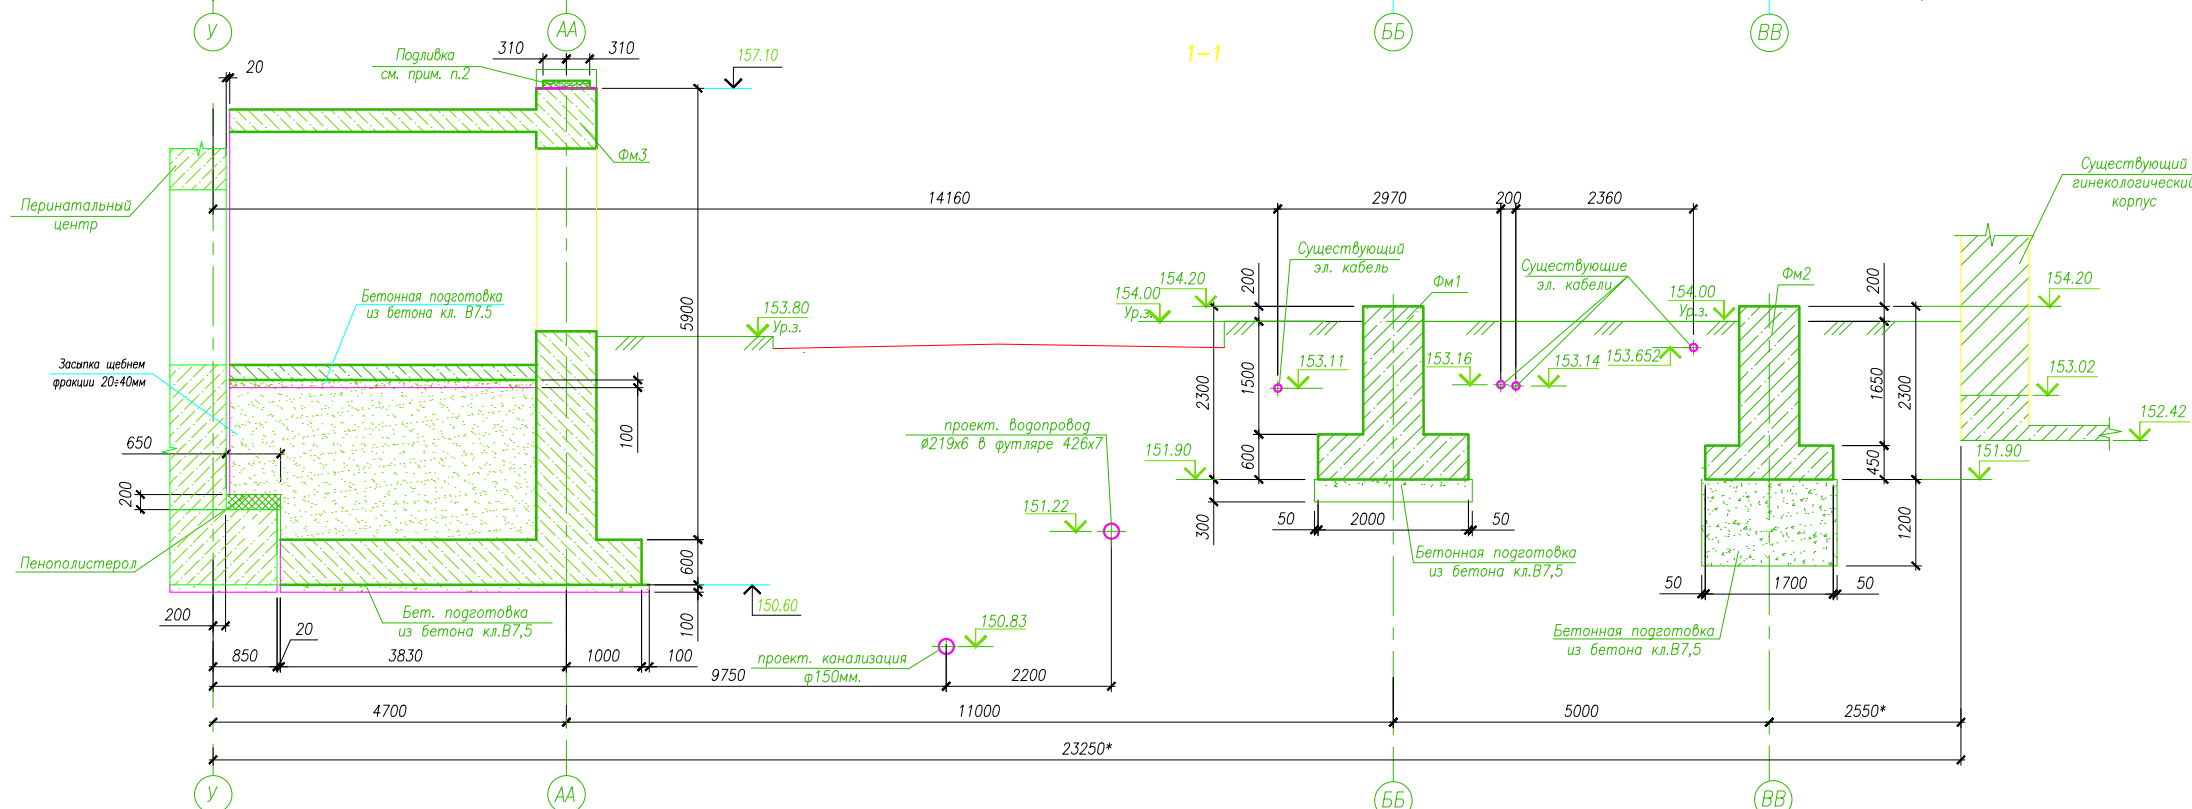 У
АА
ББ
ВВ
1-1
310
310
Подливка
см. прим. п.2
157.10
20
Фм3
Существующий
гинекологический
корпус
Перинатальный
центр
14160
2970
200
2360
Существующий
эл. кабель
Существующие
эл. кабели
Фм1
Фм2
200
200
154.20
154.00
Ур.з.
154.00
Ур.з.
154.20
Бетонная подготовка
из бетона кл. В7.5
5900
153.80
Ур.з.
Засыпка щебнем
фракции 20÷40мм
153.11
153.16
153.14
153.652
153.02
152.42
2300
1500
1650
2300
100
650
проект. водопровод
ø219х6 в футляре 426х7
151.90
600
450
151.90
200
151.22
300
50
2000
50
1200
Пенополистерол
600
Бетонная подготовка
из бетона кл.В7,5
50
1700
50
150.60
200
20
Бет. подготовка
из бетона кл.В7,5
100
150.83
Бетонная подготовка
из бетона кл.В7,5
850
3830
1000
100
проект. канализация
φ150мм.
9750
2200
4700
11000
5000
2550*
23250*
У
АА
ББ
ВВ